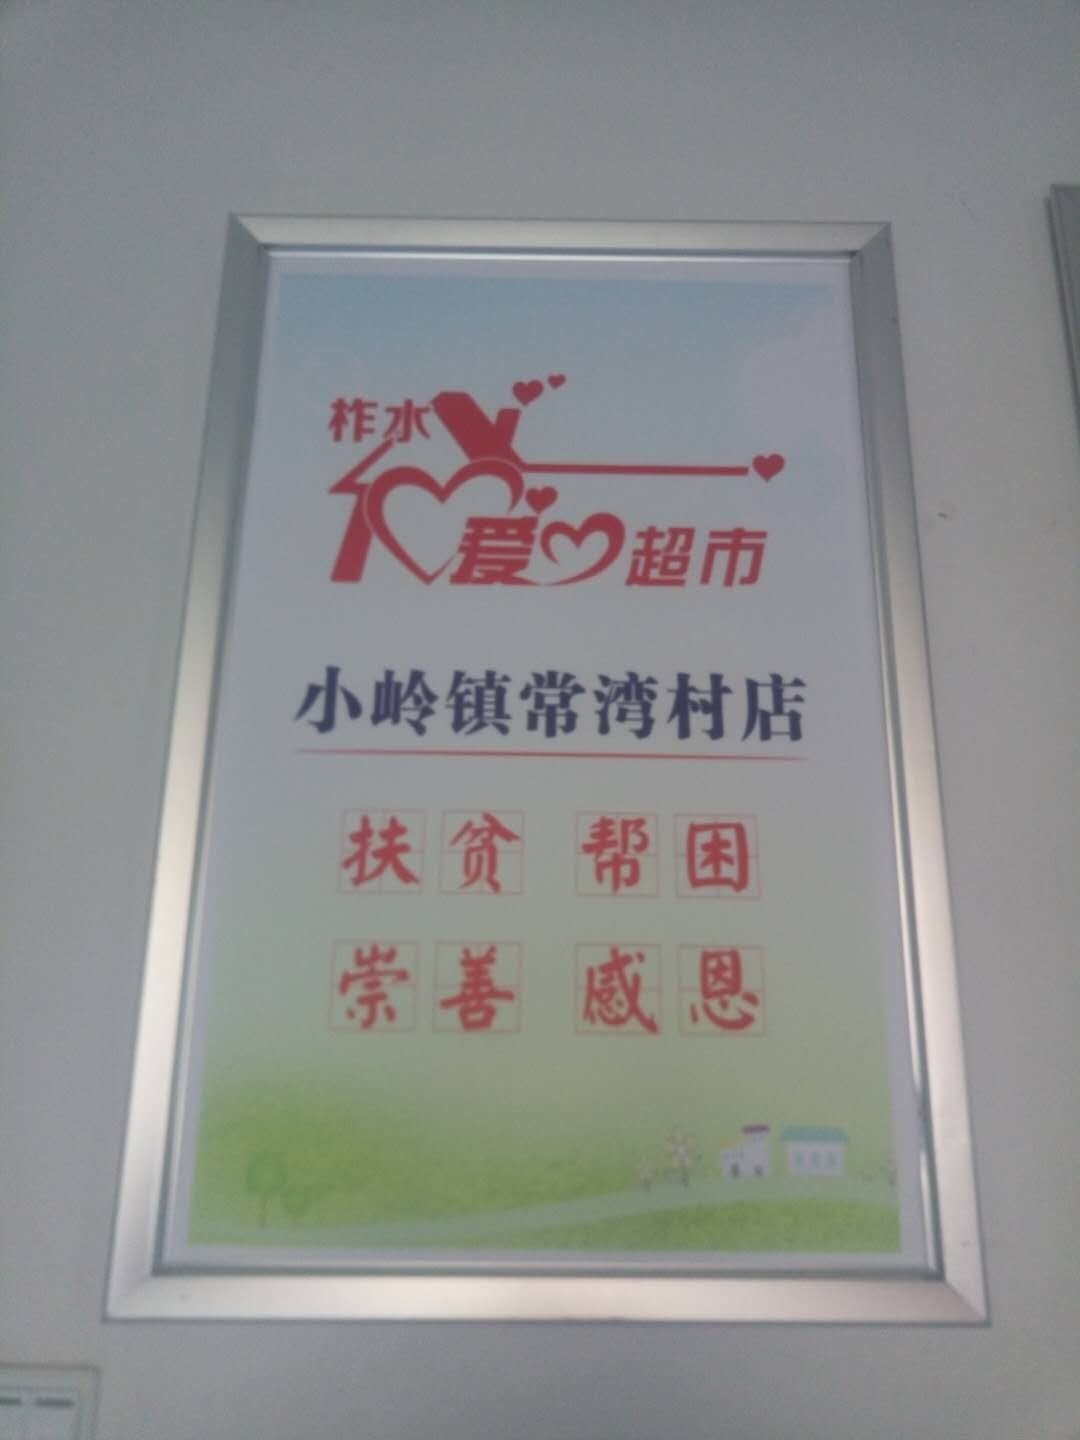 柞水
爱心超市
小岭镇常湾村店
扶贫 帮困
崇善 感恩